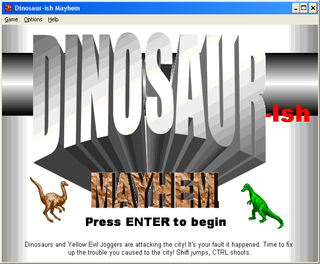 Dinosaur-ish Mayhem
Game Options Help
DINOSAUR
-Ish
MAYHEM
Press ENTER to begin
Dinosaurs and Yellow Evil Joggers are attacking the city! It's your fault it happened. Time to fix
up the trouble you caused to the city! Shift jumps, CTRL shoots.